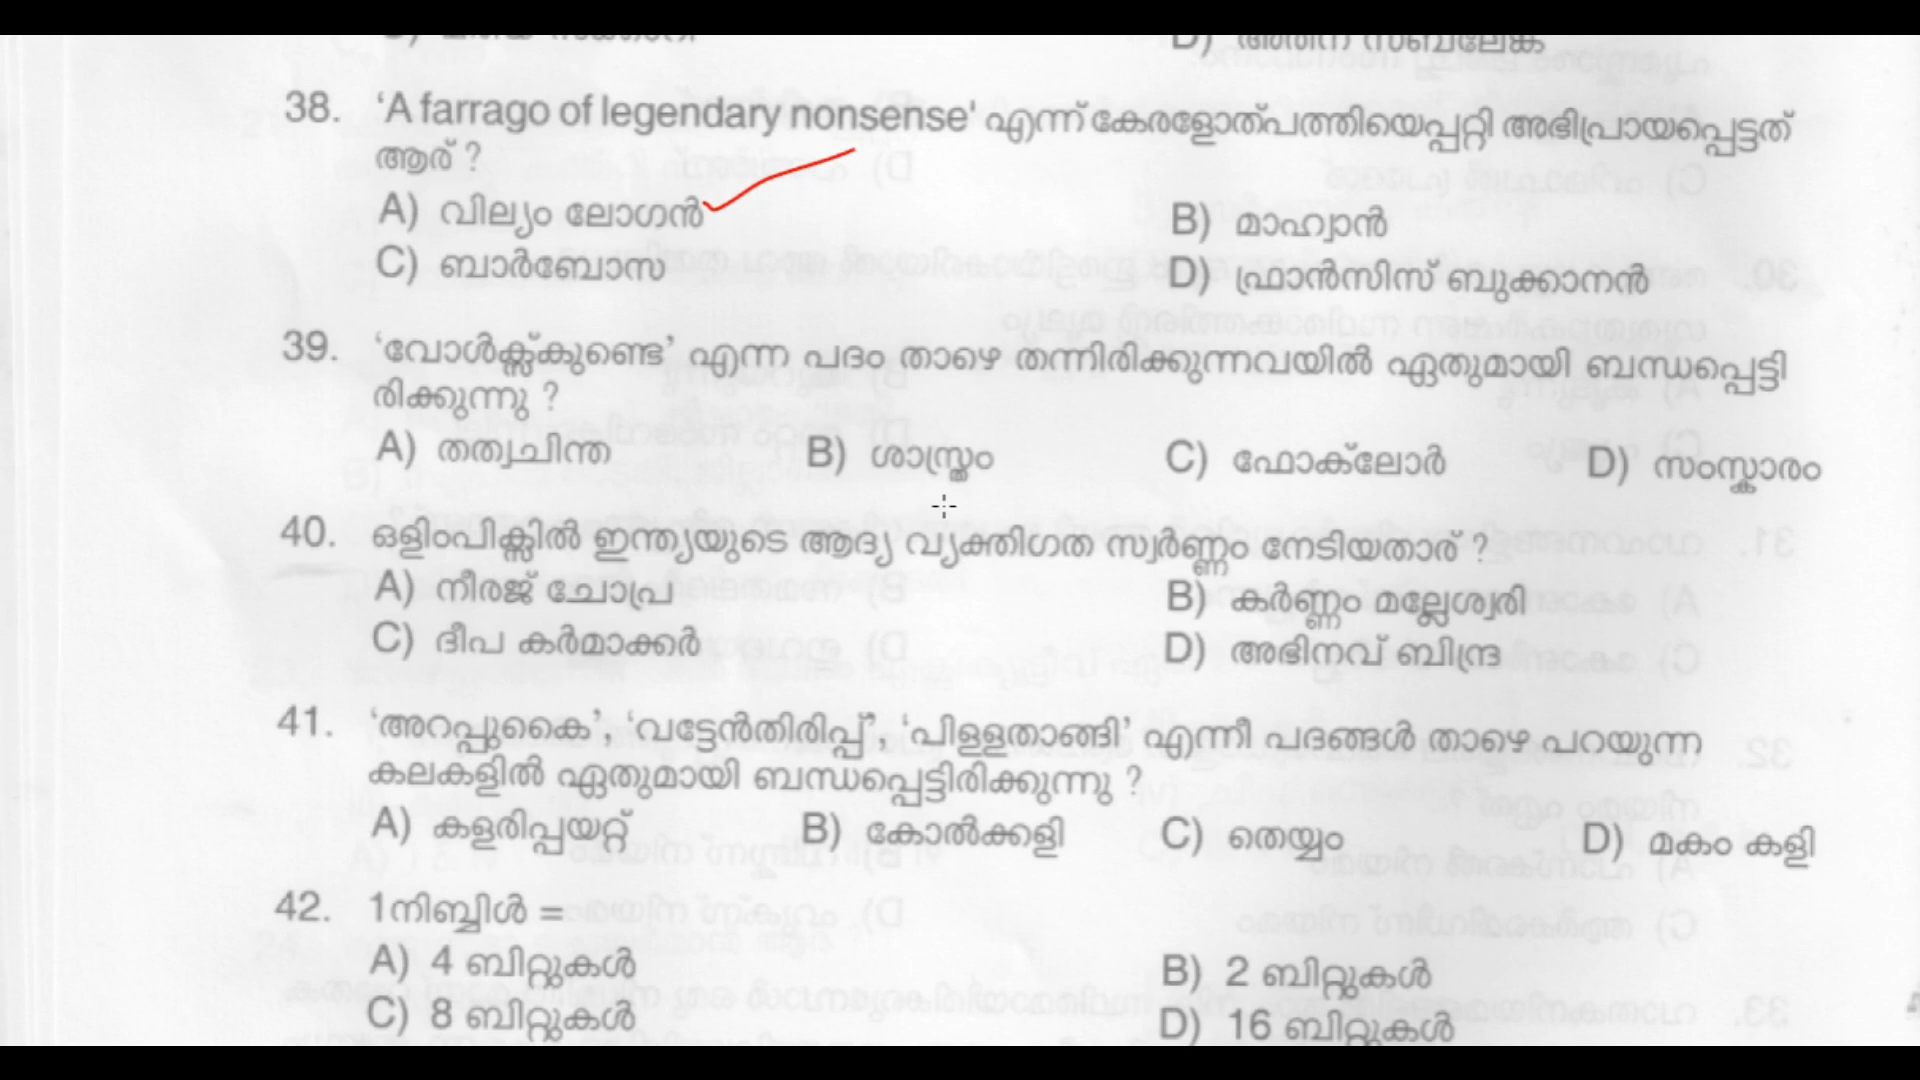 38. ‘A farrago of legendary nonsense' എന്ന് കേരളോത്പത്തിയെപ്പറ്റി അഭിപ്രായപ്പെട്ടത്
ആര് ?
A) വില്യം ലോഗൻ B) മാഹ്വാൻ
C) ബാർബോസ D) ഫ്രാൻസിസ് ബുക്കാനൻ
39. ‘വോൾക്സ്കുണ്ടെ’ എന്ന പദം താഴെ തന്നിരിക്കുന്നവയിൽ ഏതുമായി ബന്ധപ്പെട്ടി
രിക്കുന്നു ?
A) തത്വചിന്ത B) ശാസ്ത്രം C) ഫോക്‌ലോർ D) സംസ്കാരം
40. ഒളിംപിക്സിൽ ഇന്ത്യയുടെ ആദ്യ വ്യക്തിഗത സ്വർണ്ണം നേടിയതാര് ?
A) നീരജ് ചോപ്ര B) കർണ്ണം മല്ലേശ്വരി
C) ദീപ കർമാക്കർ D) അഭിനവ് ബിന്ദ്ര
41. ‘അറപ്പുകൈ’, ‘വട്ടേൻതിരിപ്പ്’, ‘പിള്ളതാങ്ങി’ എന്നീ പദങ്ങൾ താഴെ പറയുന്ന
കലകളിൽ ഏതുമായി ബന്ധപ്പെട്ടിരിക്കുന്നു ?
A) കളരിപ്പയറ്റ് B) കോൽക്കളി C) തെയ്യം D) മകം കളി
42. 1നിബ്ബിൾ =
A) 4 ബിറ്റുകൾ B) 2 ബിറ്റുകൾ
C) 8 ബിറ്റുകൾ D) 16 ബിറ്റുകൾ